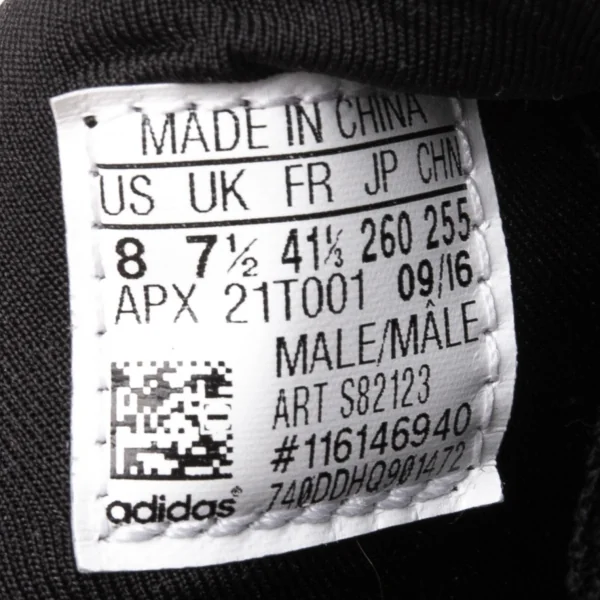 MADE IN CHINA
US UK FR JP CHN
8 7½ 41⅓ 260 255
APX 21T001 09/16
MALE/MÂLE
ART S82123
#116146940
740DDHQ901472
adidas®